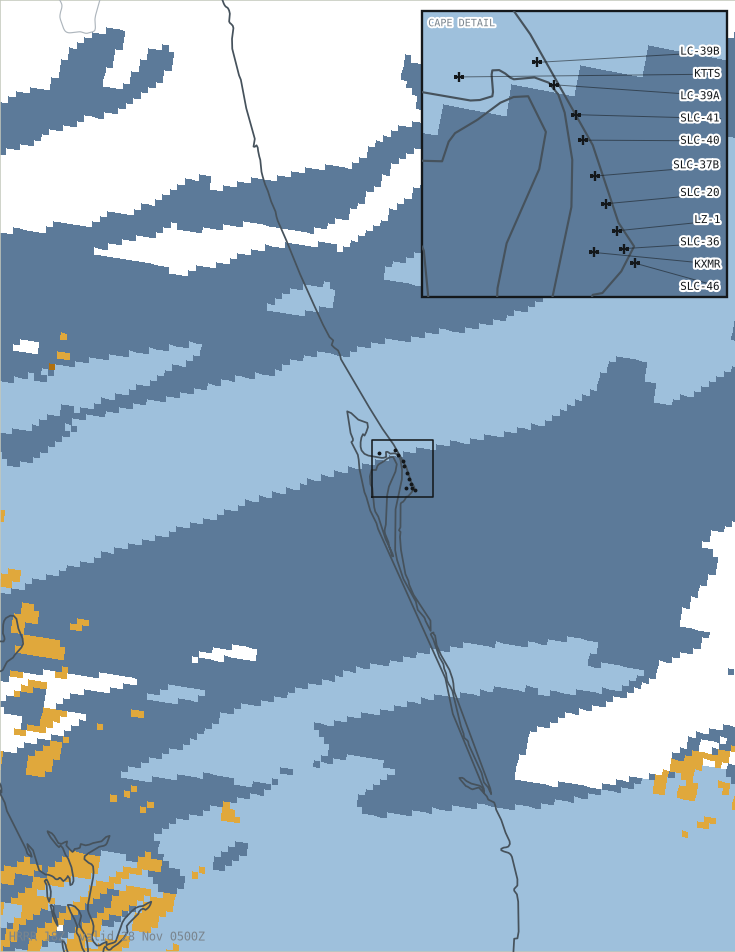 CAPE DETAIL
LC-39B
KTTS
LC-39A
SLC-41
SLC-40
SLC-37B
SLC-20
LZ-1
SLC-36
KXMR
SLC-46
valid 28 Nov 0500Z